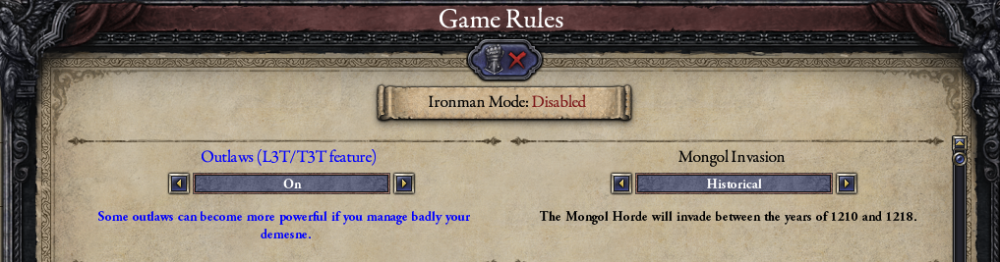 Game Rules
Ironman Mode: Disabled
Outlaws (L3T/T3T feature)
On
Some outlaws can become more powerful if you manage badly your
demesne.
Mongol Invasion
Historical
The Mongol Horde will invade between the years of 1210 and 1218.